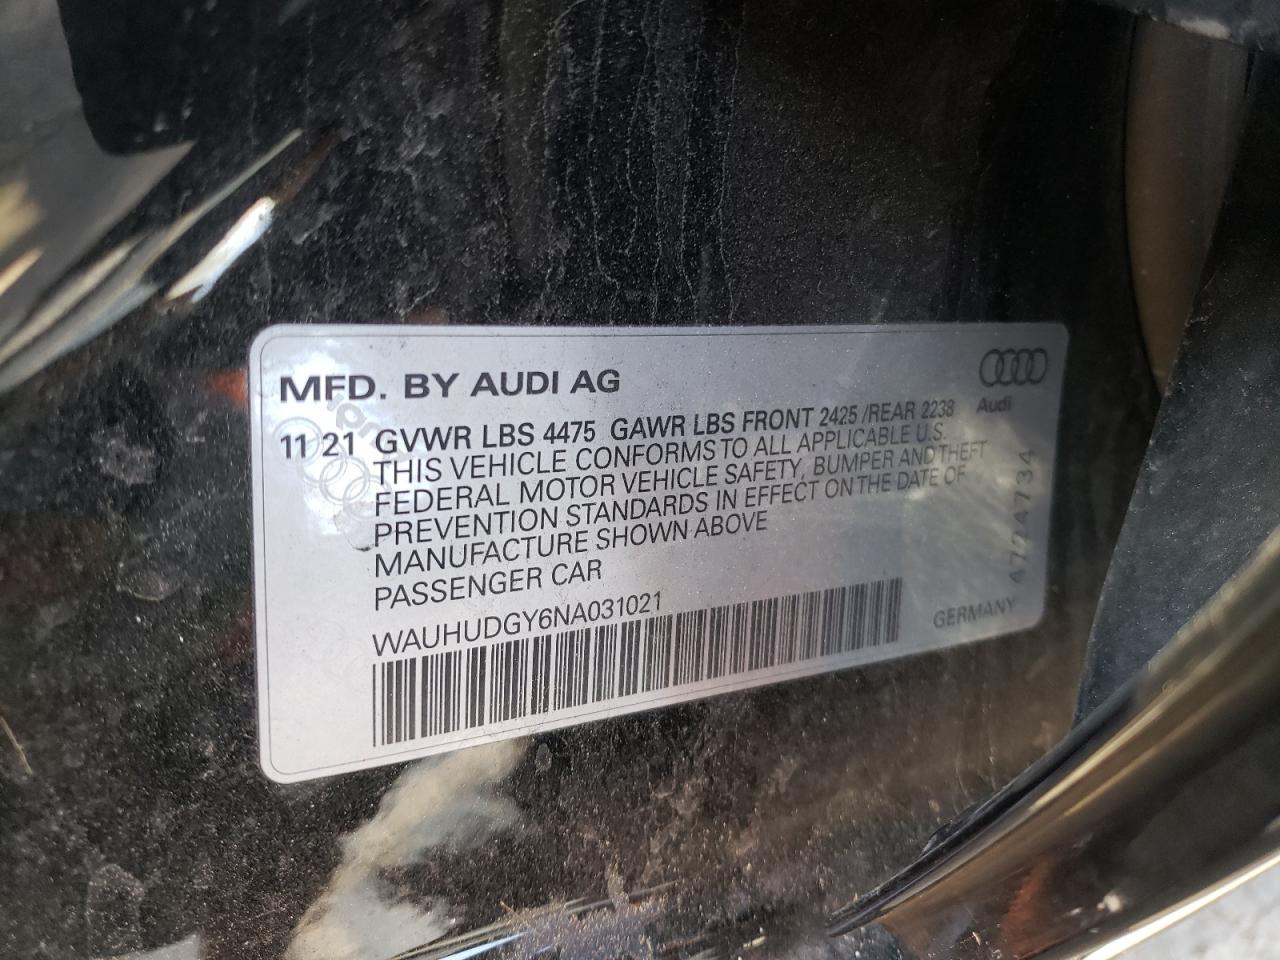 MFD. BY AUDI AG
Audi
11 21 GVWR LBS 4475 GAWR LBS FRONT 2425 /REAR 2238
THIS VEHICLE CONFORMS TO ALL APPLICABLE U.S.
FEDERAL MOTOR VEHICLE SAFETY, BUMPER AND THEFT
PREVENTION STANDARDS IN EFFECT ON THE DATE OF
MANUFACTURE SHOWN ABOVE
PASSENGER CAR
WAUHUDGY6NA031021
GERMANY
4724734